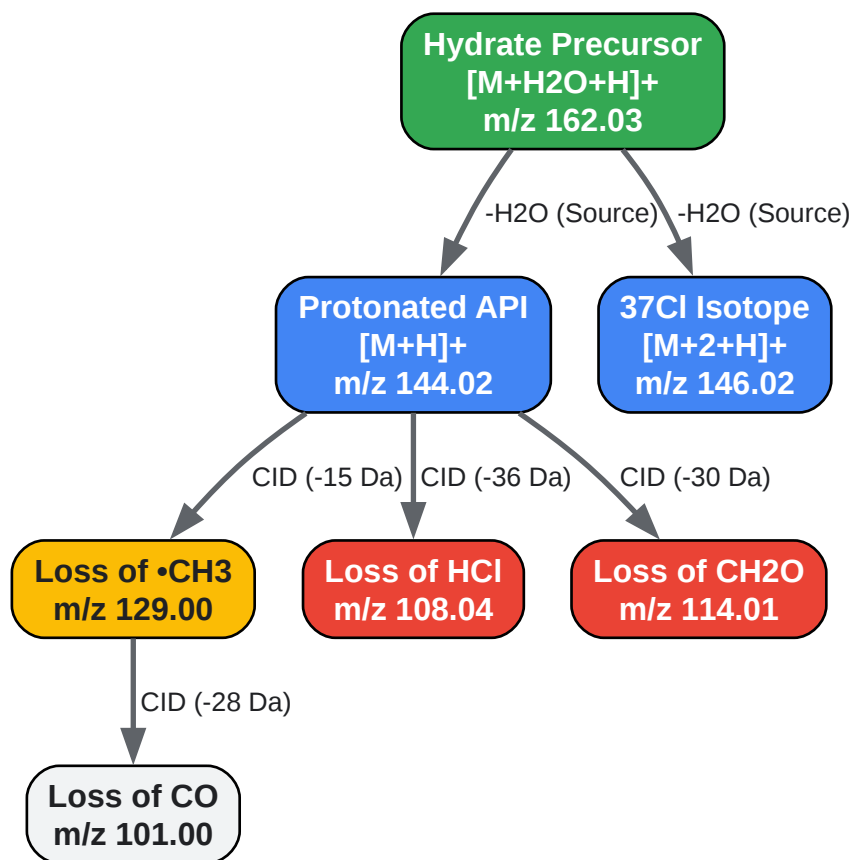 Hydrate Precursor
[M+H2O+H]+
m/z 162.03
-H2O (Source)
-H2O (Source)
Protonated API
[M+H]+
m/z 144.02
37Cl Isotope
[M+2+H]+
m/z 146.02
CID (-15 Da)
CID (-36 Da)
CID (-30 Da)
Loss of •CH3
m/z 129.00
Loss of HCl
m/z 108.04
Loss of CH2O
m/z 114.01
CID (-28 Da)
Loss of CO
m/z 101.00